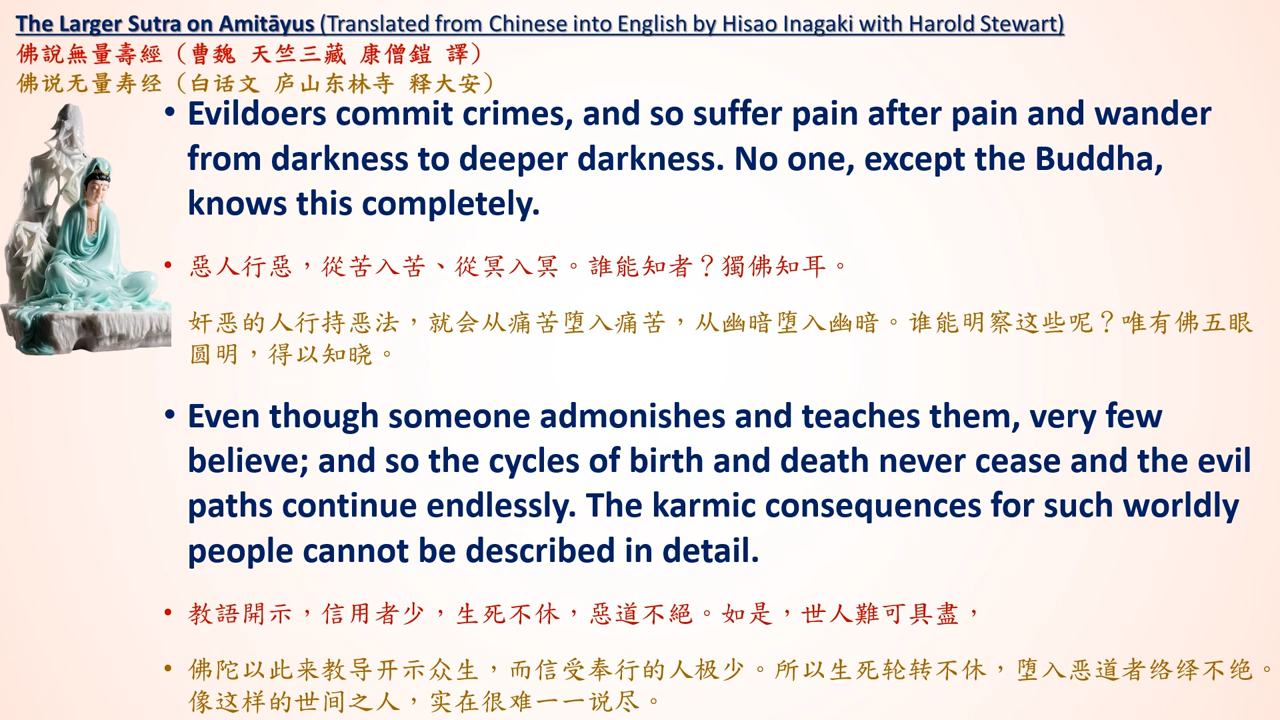 The Larger Sutra on Amitāyus (Translated from Chinese into English by Hisao Inagaki with Harold Stewart)
佛說無量壽經（曹魏 天竺三藏 康僧鎧 譯）
佛说无量寿经（白话文 庐山东林寺 释大安）
• Evildoers commit crimes, and so suffer pain after pain and wander
from darkness to deeper darkness. No one, except the Buddha,
knows this completely.
• 惡人行惡，從苦入苦、從冥入冥。誰能知者？獨佛知耳。
奸恶的人行持恶法，就会从痛苦堕入痛苦，从幽暗堕入幽暗。谁能明察这些呢？唯有佛五眼
圆明，得以知晓。
• Even though someone admonishes and teaches them, very few
believe; and so the cycles of birth and death never cease and the evil
paths continue endlessly. The karmic consequences for such worldly
people cannot be described in detail.
• 教語開示，信用者少，生死不休，惡道不絕。如是，世人難可具盡，
• 佛陀以此来教导开示众生，而信受奉行的人极少。所以生死轮转不休，堕入恶道者络绎不绝。
像这样的世间之人，实在很难一一说尽。